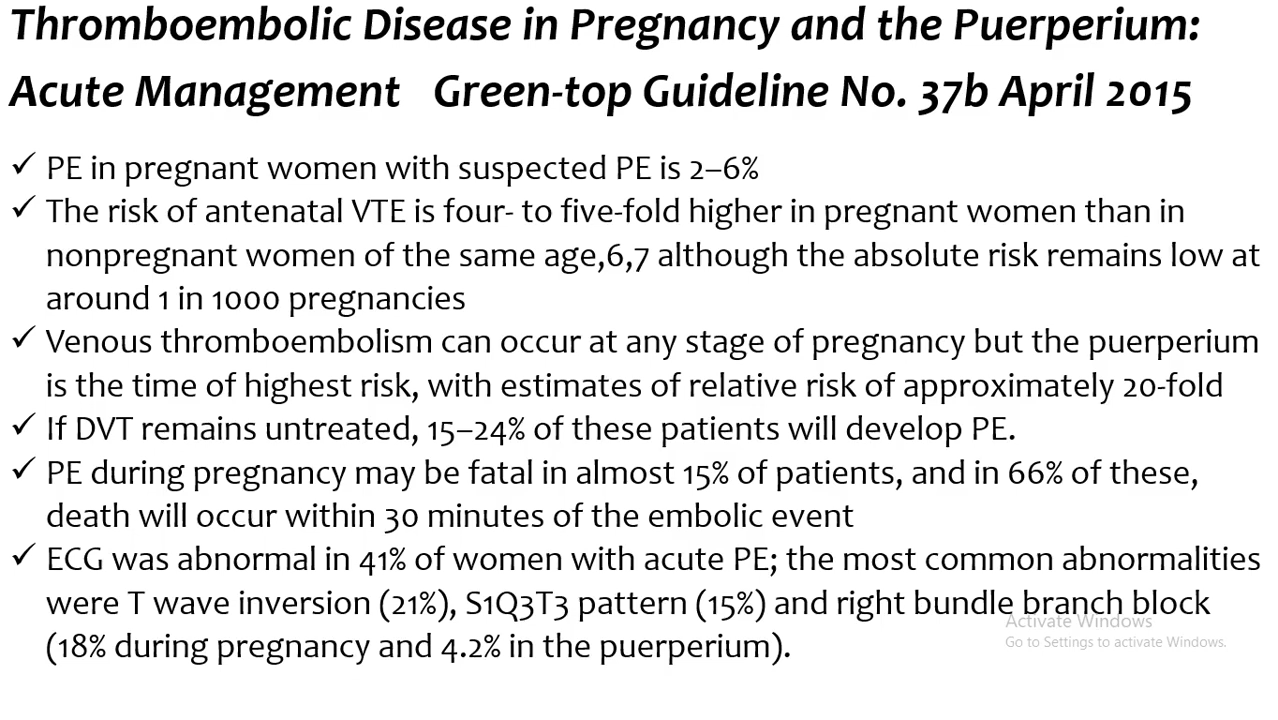 Thromboembolic Disease in Pregnancy and the Puerperium:
Acute Management Green-top Guideline No. 37b April 2015
✓ PE in pregnant women with suspected PE is 2–6%
✓ The risk of antenatal VTE is four- to five-fold higher in pregnant women than in
nonpregnant women of the same age,6,7 although the absolute risk remains low at
around 1 in 1000 pregnancies
✓ Venous thromboembolism can occur at any stage of pregnancy but the puerperium
is the time of highest risk, with estimates of relative risk of approximately 20-fold
✓ If DVT remains untreated, 15–24% of these patients will develop PE.
✓ PE during pregnancy may be fatal in almost 15% of patients, and in 66% of these,
death will occur within 30 minutes of the embolic event
✓ ECG was abnormal in 41% of women with acute PE; the most common abnormalities
were T wave inversion (21%), S1Q3T3 pattern (15%) and right bundle branch block
(18% during pregnancy and 4.2% in the puerperium).
Activate Windows
Go to Settings to activate Windows.